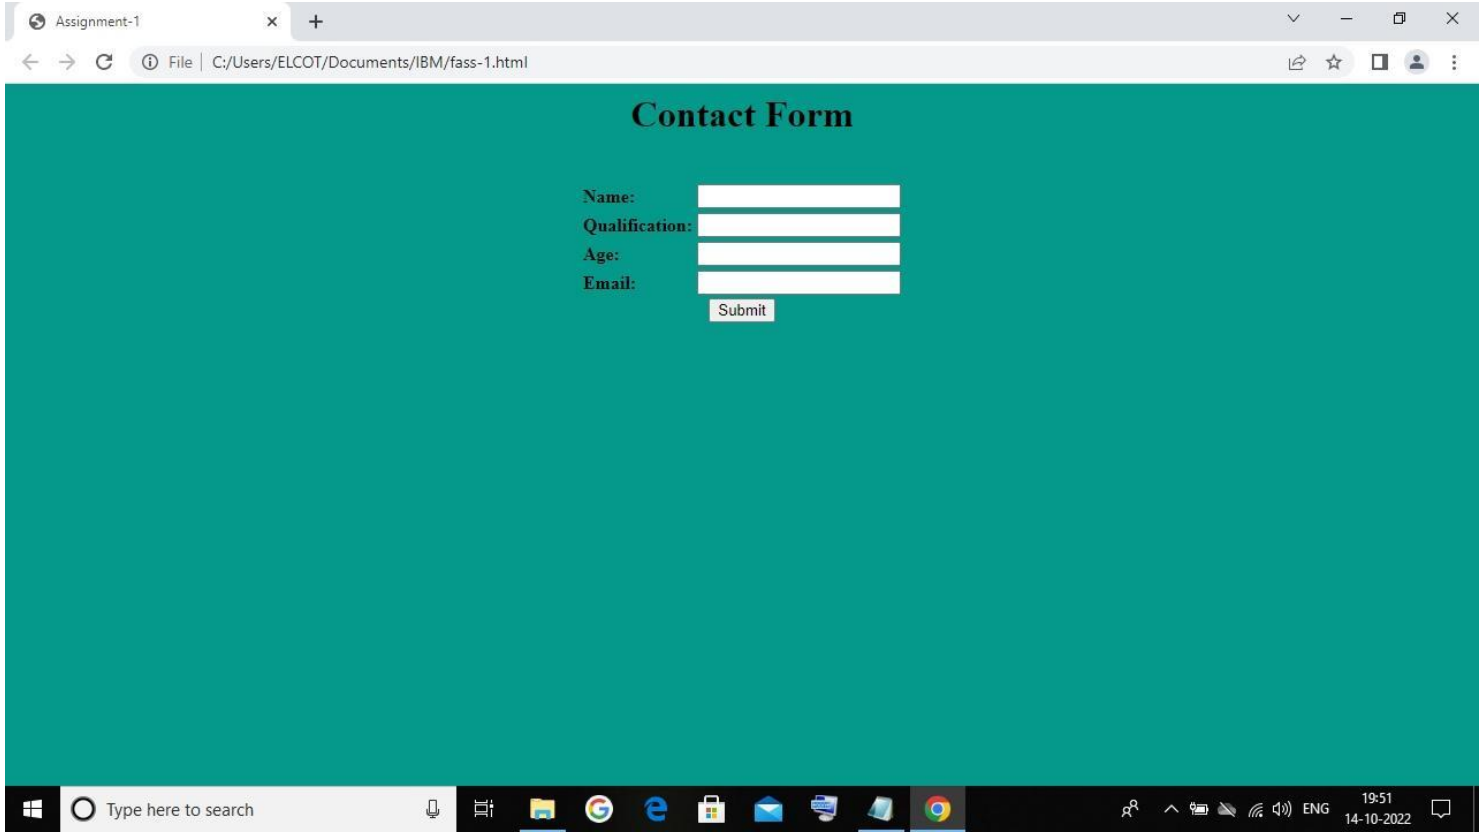 Assignment-1
File C:/Users/ELCOT/Documents/IBM/fass-1.html
Contact Form
Name:
Qualification:
Age:
Email:
Submit
Type here to search
ENG
19:51
14-10-2022